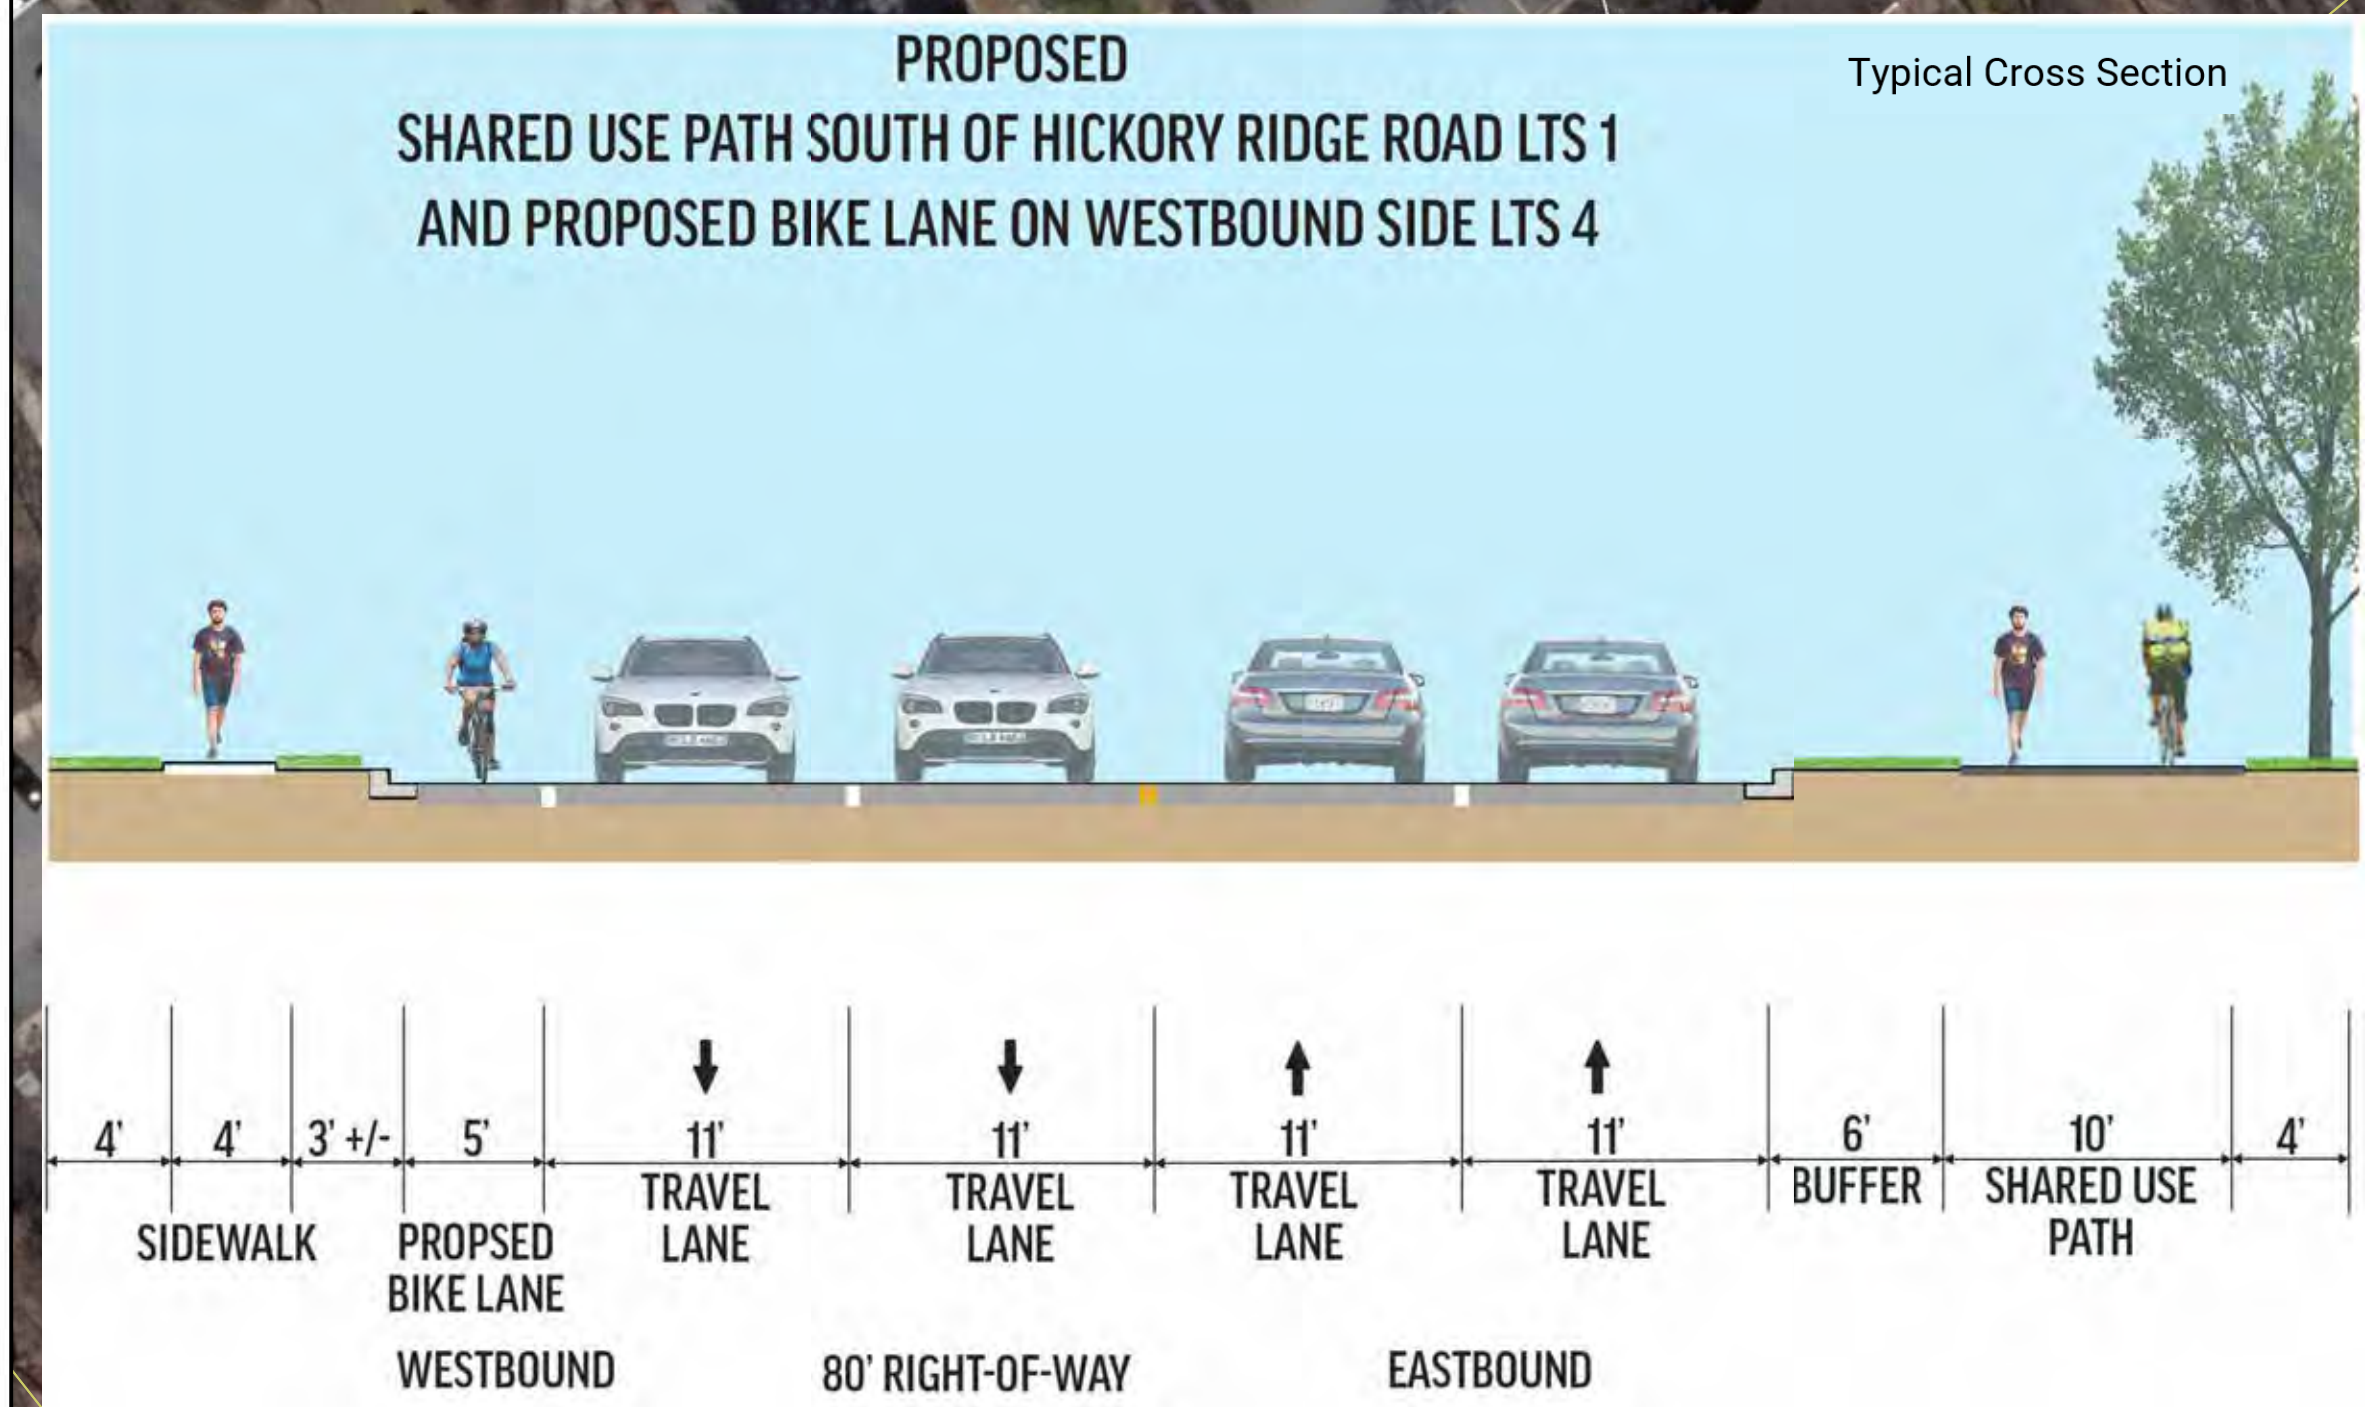 PROPOSED
Typical Cross Section
SHARED USE PATH SOUTH OF HICKORY RIDGE ROAD LTS 1
AND PROPOSED BIKE LANE ON WESTBOUND SIDE LTS 4
4' 4' 3' +/- 5' 11' 11' 11' 11' 6' 10' 4'
SIDEWALK
PROPSED
BIKE LANE
TRAVEL
LANE
TRAVEL
LANE
TRAVEL
LANE
TRAVEL
LANE
BUFFER
SHARED USE
PATH
WESTBOUND
80' RIGHT-OF-WAY
EASTBOUND